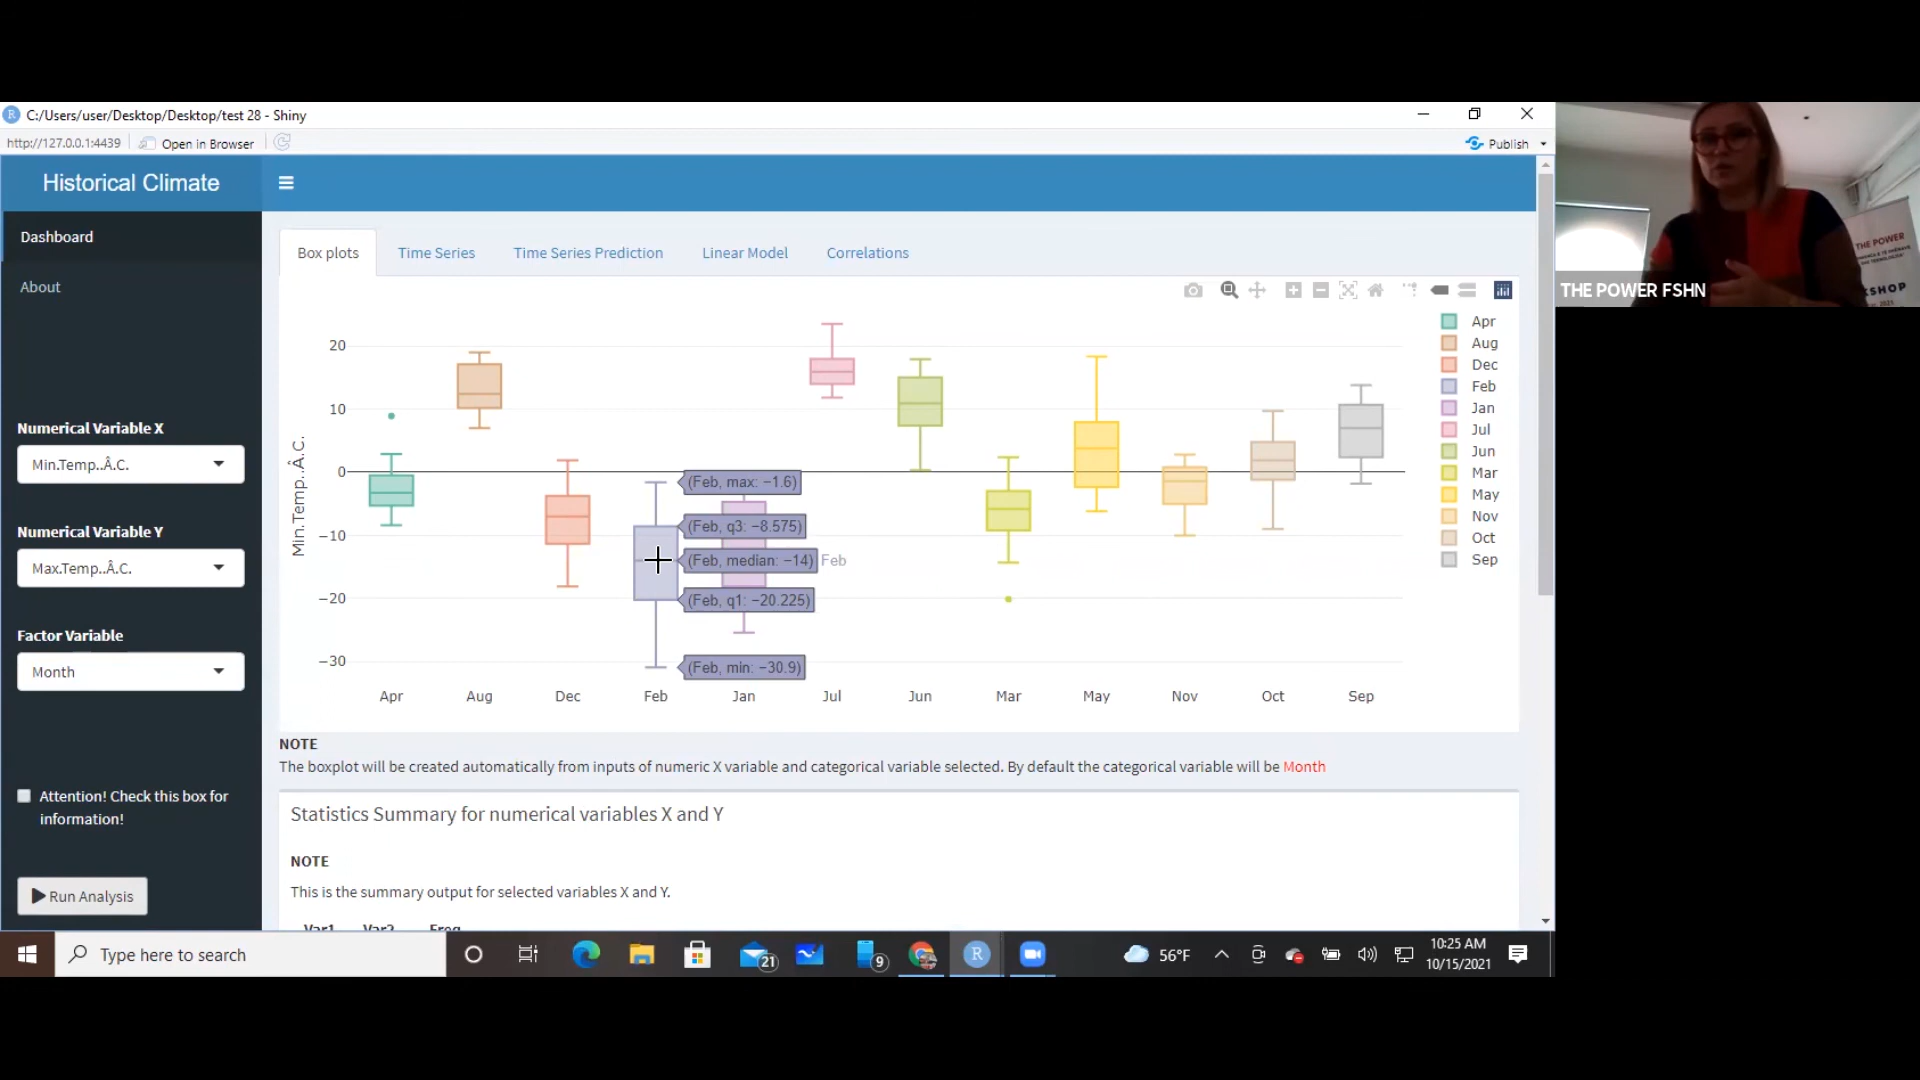 C:/Users/user/Desktop/Desktop/test 28 - Shiny
http://127.0.0.1:4439
Open in Browser
Publish
Historical Climate
Dashboard
About
Numerical Variable X
Min.Temp..Â.C.
Numerical Variable Y
Max.Temp..Â.C.
Factor Variable
Month
Attention! Check this box for
information!
Run Analysis
Box plots
Time Series
Time Series Prediction
Linear Model
Correlations
Min.Temp..Â.C.
20
10
0
−10
−20
−30
(Feb, max: −1.6)
(Feb, q3: −8.575)
(Feb, median: −14) Feb
(Feb, q1: −20.225)
(Feb, min: −30.9)
Apr Aug Dec Feb Jan Jul Jun Mar May Nov Oct Sep
Apr
Aug
Dec
Feb
Jan
Jul
Jun
Mar
May
Nov
Oct
Sep
NOTE
The boxplot will be created automatically from inputs of numeric X variable and categorical variable selected. By default the categorical variable will be Month
Statistics Summary for numerical variables X and Y
NOTE
This is the summary output for selected variables X and Y.
Var1 Var2 Freq
THE POWER
THE POWER FSHN
Type here to search
21
9
56°F
10:25 AM
10/15/2021